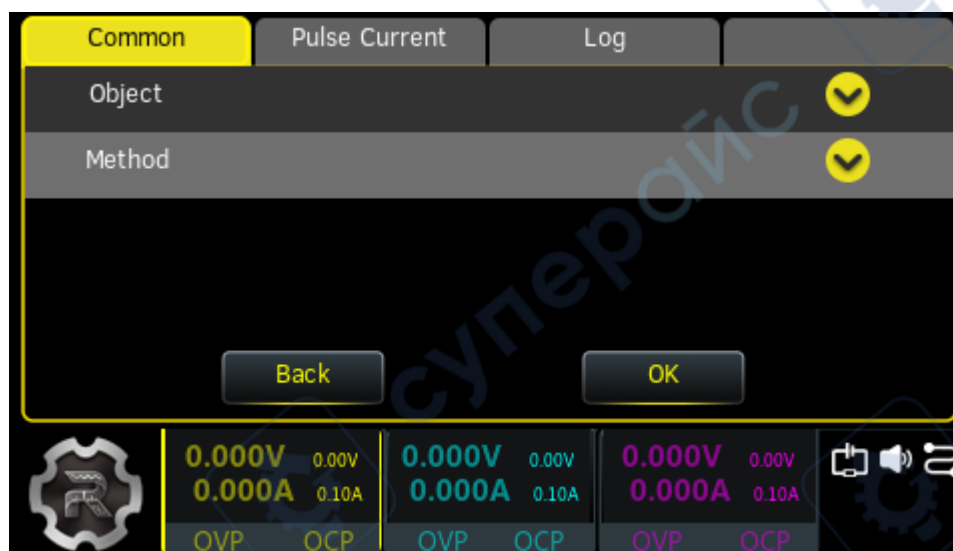 Common Pulse Current Log
Object
Method
Back OK
0.000V 0.00V 0.000V 0.00V 0.000V 0.00V
0.000A 0.10A 0.000A 0.10A 0.000A 0.10A
OVP OCP OVP OCP OVP OCP
суперайс